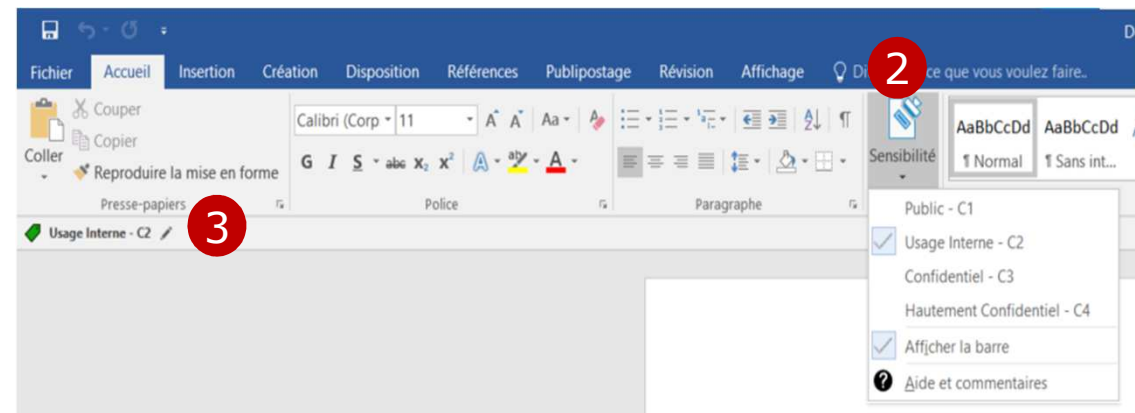 D
Fichier Accueil Insertion Création Disposition Références Publipostage Révision Affichage Di 2 ce que vous voulez faire..
Couper
Copier
Coller
Reproduire la mise en forme
Presse-papiers
Calibri (Corp 11 A A Aa
G I S abc X₂ X² A aby A
Police
Paragraphe
Sensibilité
AaBbCcDd AaBbCcDd
¶ Normal ¶ Sans int...
Usage Interne - C2 3
Public - C1
Usage Interne - C2
Confidentiel - C3
Hautement Confidentiel - C4
Afficher la barre
Aide et commentaires